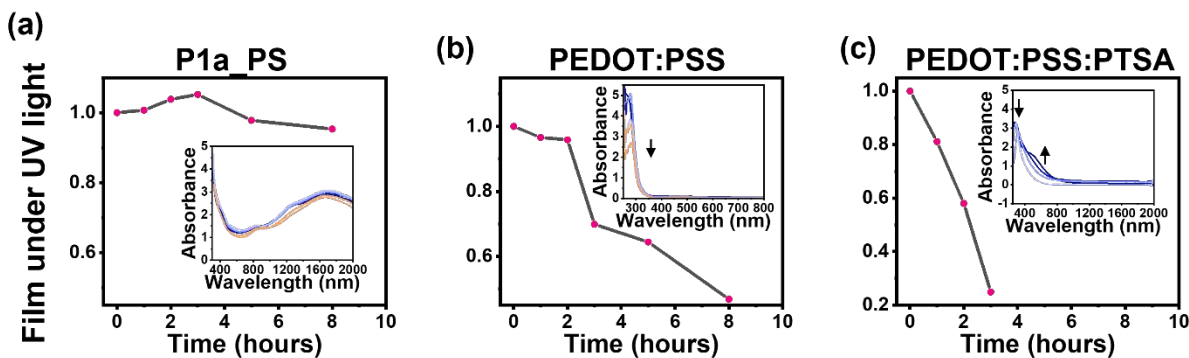 (a)
Film under UV light
P1a_PS
1.0
0.8
0.6
0 2 4 6 8 10
Time (hours)
Absorbance
5
4
3
2
1
0
400 800 1200 1600 2000
Wavelength (nm)
(b)
PEDOT:PSS
1.0
0.8
0.6
0 2 4 6 8 10
Time (hours)
Absorbance
5
4
3
2
1
0
300 400 500 600 700 800
Wavelength (nm)
(c)
PEDOT:PSS:PTSA
1.0
0.8
0.6
0.4
0.2
0 2 4 6 8 10
Time (hours)
Absorbance
5
4
3
2
1
0
-1
400 800 1200 1600 2000
Wavelength (nm)